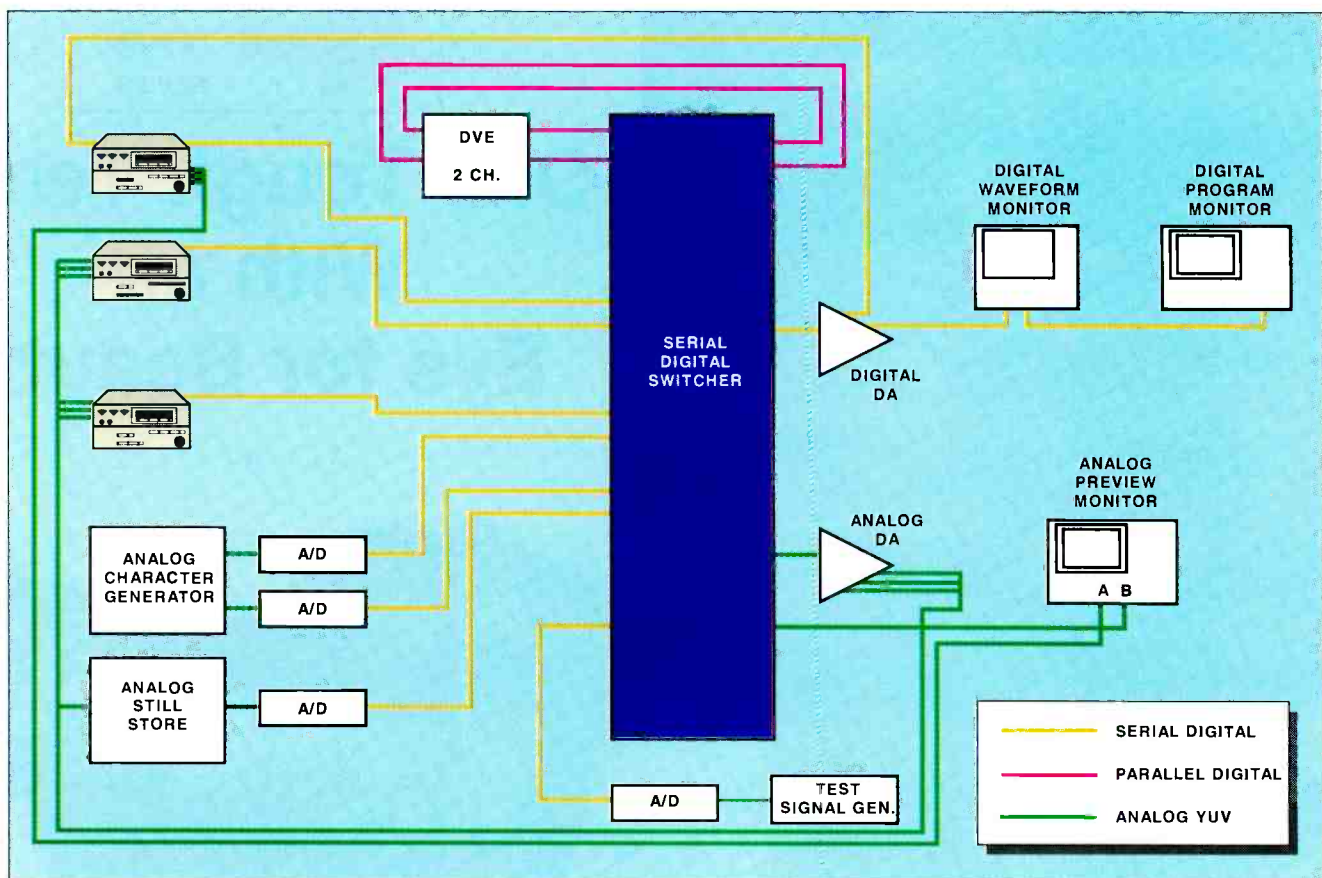 DVE
2 CH.
SERIAL
DIGITAL
SWITCHER
DIGITAL
WAVEFORM
MONITOR
DIGITAL
PROGRAM
MONITOR
DIGITAL
DA
ANALOG
PREVIEW
MONITOR
A B
ANALOG
DA
ANALOG
CHARACTER
GENERATOR
A/D
A/D
ANALOG
STILL
STORE
A/D
A/D
TEST
SIGNAL GEN.
SERIAL DIGITAL
PARALLEL DIGITAL
ANALOG YUV